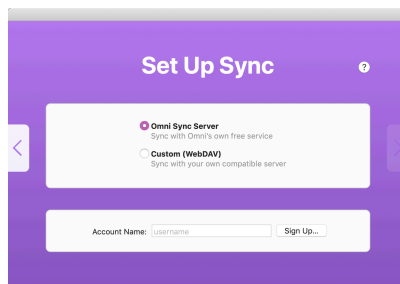 Set Up Sync
?
Omni Sync Server
Sync with Omni's own free service
Custom (WebDAV)
Sync with your own compatible server
Account Name: username Sign Up...